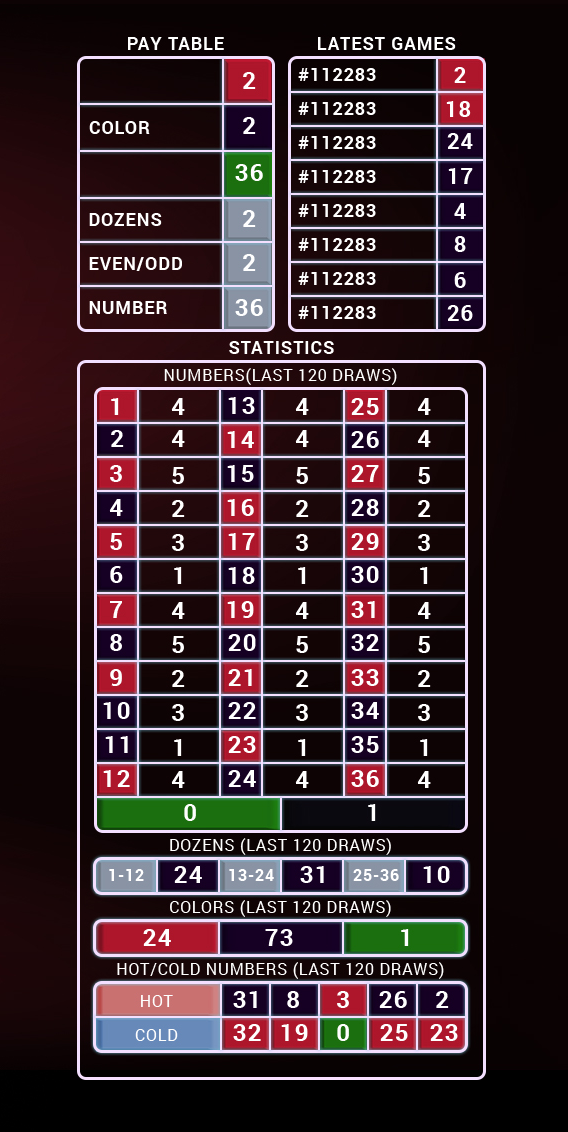 PAY TABLE
2
COLOR 2
36
DOZENS 2
EVEN/ODD 2
NUMBER 36
LATEST GAMES
#112283 2
#112283 18
#112283 24
#112283 17
#112283 4
#112283 8
#112283 6
#112283 26
STATISTICS
NUMBERS(LAST 120 DRAWS)
1 4 13 4 25 4
2 4 14 4 26 4
3 5 15 5 27 5
4 2 16 2 28 2
5 3 17 3 29 3
6 1 18 1 30 1
7 4 19 4 31 4
8 5 20 5 32 5
9 2 21 2 33 2
10 3 22 3 34 3
11 1 23 1 35 1
12 4 24 4 36 4
0 1
DOZENS (LAST 120 DRAWS)
1-12 24 13-24 31 25-36 10
COLORS (LAST 120 DRAWS)
24 73 1
HOT/COLD NUMBERS (LAST 120 DRAWS)
HOT 31 8 3 26 2
COLD 32 19 0 25 23